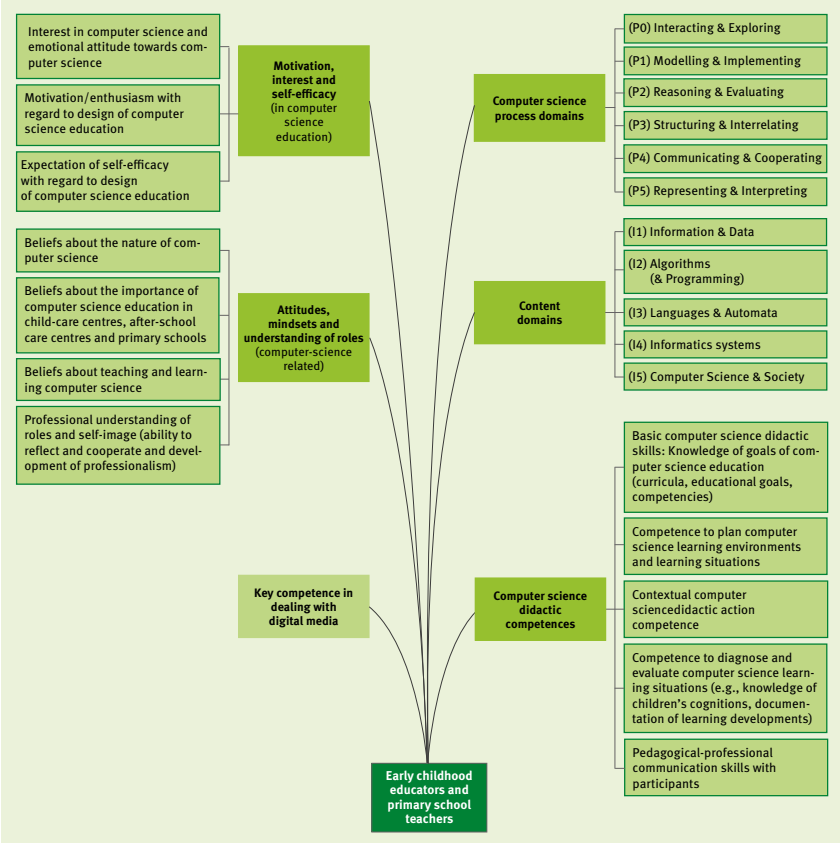 Interest in computer science and
emotional attitude towards com-
puter science
Motivation/enthusiasm with
regard to design of computer
science education
Expectation of self-efficacy
with regard to design
of computer science education
Motivation,
interest and
self-efficacy
(in computer
science
education)
Beliefs about the nature of com-
puter science
Beliefs about the importance of
computer science education in
child-care centres, after-school
care centres and primary schools
Beliefs about teaching and learn-
ing computer science
Professional understanding of
roles and self-image (ability to
reflect and cooperate and devel-
opment of professionalism)
Attitudes,
mindsets and
understanding of roles
(computer-science
related)
Key competence in
dealing with
digital media
Computer science
process domains
(P0) Interacting & Exploring
(P1) Modelling & Implementing
(P2) Reasoning & Evaluating
(P3) Structuring & Interrelating
(P4) Communicating & Cooperating
(P5) Representing & Interpreting
Content
domains
(I1) Information & Data
(I2) Algorithms
(& Programming)
(I3) Languages & Automata
(I4) Informatics systems
(I5) Computer Science & Society
Computer science
didactic
competences
Basic computer science didactic
skills: Knowledge of goals of com-
puter science education
(curricula, educational goals,
competencies)
Competence to plan computer
science learning environments
and learning situations
Contextual computer
sciencedidactic action
competence
Competence to diagnose and
evaluate computer science learn-
ing situations (e.g., knowledge of
children's cognitions, documen-
tation of learning developments)
Pedagogical-professional
communication skills with
participants
Early childhood
educators and
primary school
teachers